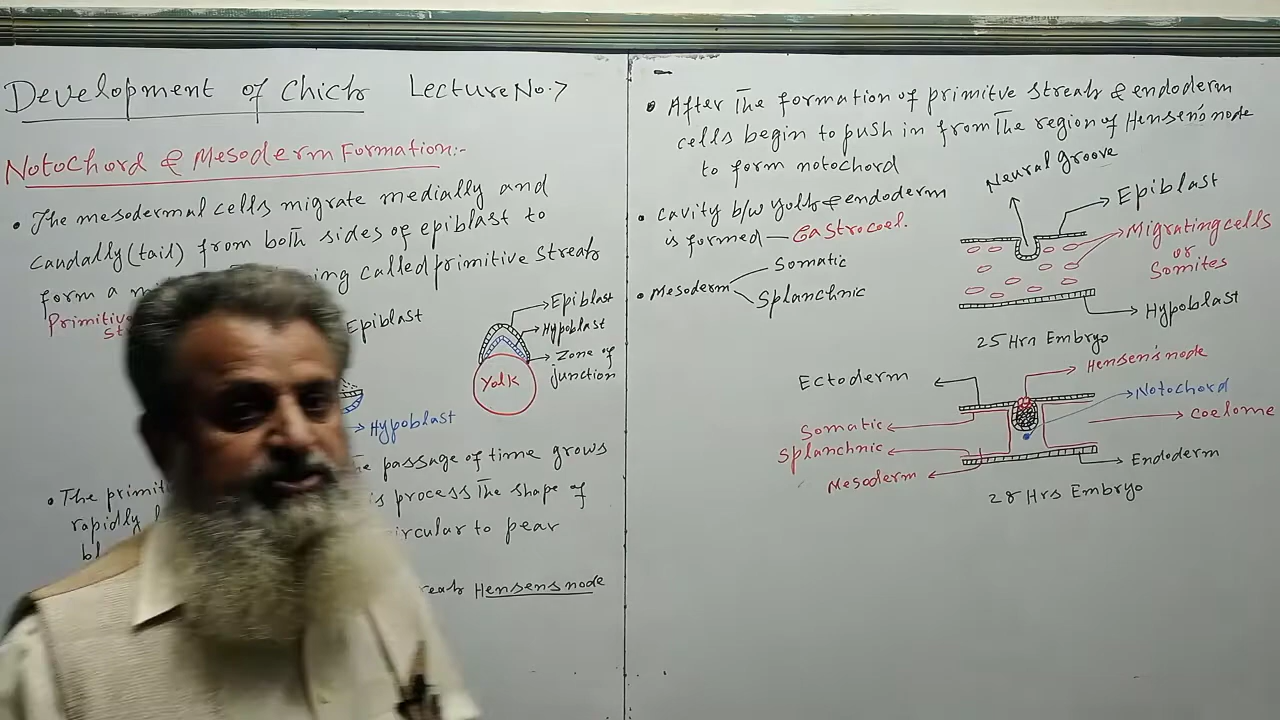 Development of Chick Lecture No. 7
Notochord & Mesoderm Formation:-
• The mesodermal cells migrate medially and
caudally (tail) from both sides of epiblast to
form a called primitive streak
Primitive
Epiblast
Epiblast
Hypoblast
Zone of
junction
Yolk
Hypoblast
passage of time grows
• The
rapidly process the shape of
circular to pear
Hensens node
• After the formation of primitve streak & endoderm
cells begin to push in from the region of Hensen's node
to form notochord
• Cavity b/w yolk & endoderm
is formed — Gastrocoel.
• Mesoderm
Somatic
Splanchnic
Neural Groove
Epiblast
Migrating cells
or
Somites
Hypoblast
25 Hrs Embryo
Hensen's node
Ectoderm
Notochord
Somatic
Coelome
Splanchnic
Mesoderm
Endoderm
28 Hrs Embryo